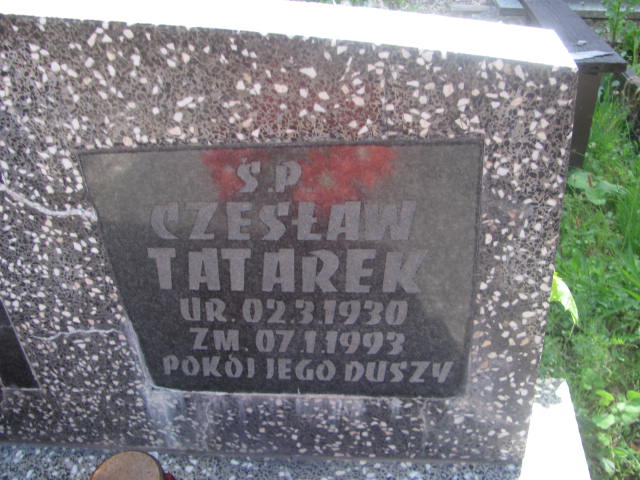 Ś.P.
CZESŁAW
TATAREK
UR. 02.3.1930
ZM. 07.1.1993
POKÓJ JEGO DUSZY